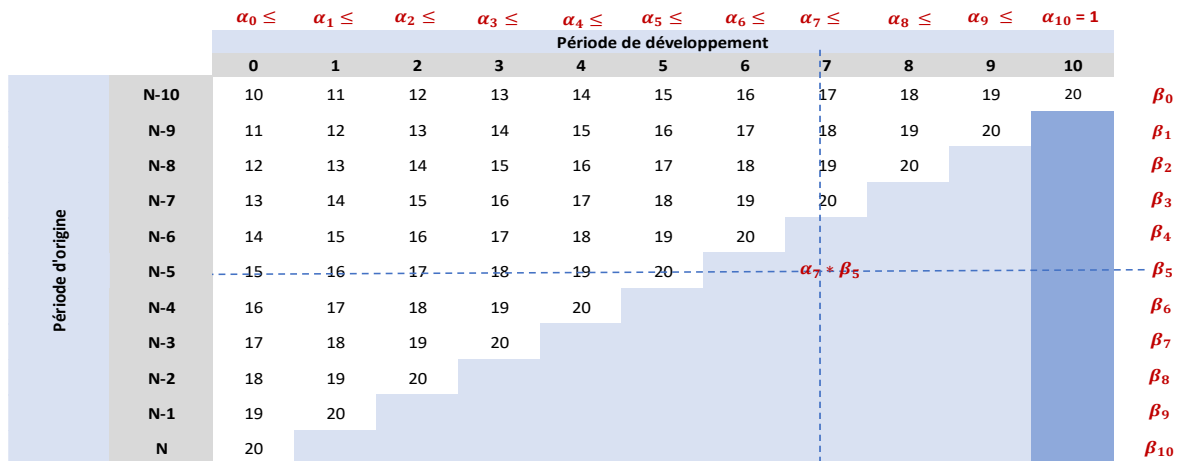 α₀ ≤ α₁ ≤ α₂ ≤ α₃ ≤ α₄ ≤ α₅ ≤ α₆ ≤ α₇ ≤ α₈ ≤ α₉ ≤ α₁₀ = 1
Période de développement
0 1 2 3 4 5 6 7 8 9 10
Période d'origine
N-10 10 11 12 13 14 15 16 17 18 19 20 β₀
N-9 11 12 13 14 15 16 17 18 19 20 β₁
N-8 12 13 14 15 16 17 18 19 20 β₂
N-7 13 14 15 16 17 18 19 20 β₃
N-6 14 15 16 17 18 19 20 β₄
N-5 15 16 17 18 19 20 α₇ * β₅ β₅
N-4 16 17 18 19 20 β₆
N-3 17 18 19 20 β₇
N-2 18 19 20 β₈
N-1 19 20 β₉
N 20 β₁₀